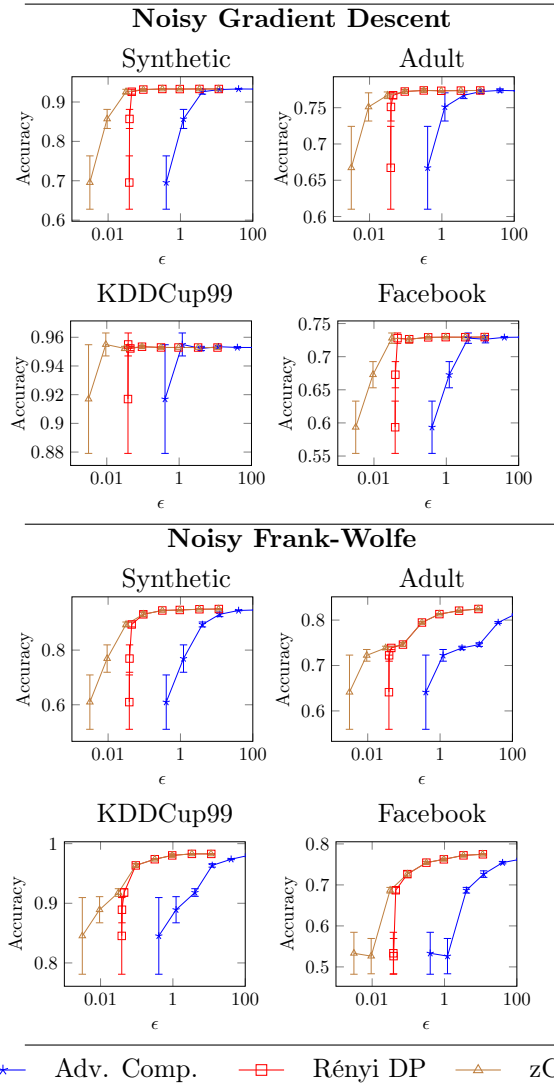 Noisy Gradient Descent
Synthetic Adult
0.9 0.8 0.7 0.6 Accuracy 0.01 1 100 ϵ
0.75 0.7 0.65 0.6 Accuracy 0.01 1 100 ϵ
KDDCup99 Facebook
0.96 0.94 0.92 0.9 0.88 Accuracy 0.01 1 100 ϵ
0.75 0.7 0.65 0.6 0.55 Accuracy 0.01 1 100 ϵ
Noisy Frank-Wolfe
Synthetic Adult
0.8 0.6 Accuracy 0.01 1 100 ϵ
0.8 0.7 0.6 Accuracy 0.01 1 100 ϵ
KDDCup99 Facebook
1 0.9 0.8 Accuracy 0.01 1 100 ϵ
0.8 0.7 0.6 0.5 Accuracy 0.01 1 100 ϵ
Adv. Comp. Rényi DP